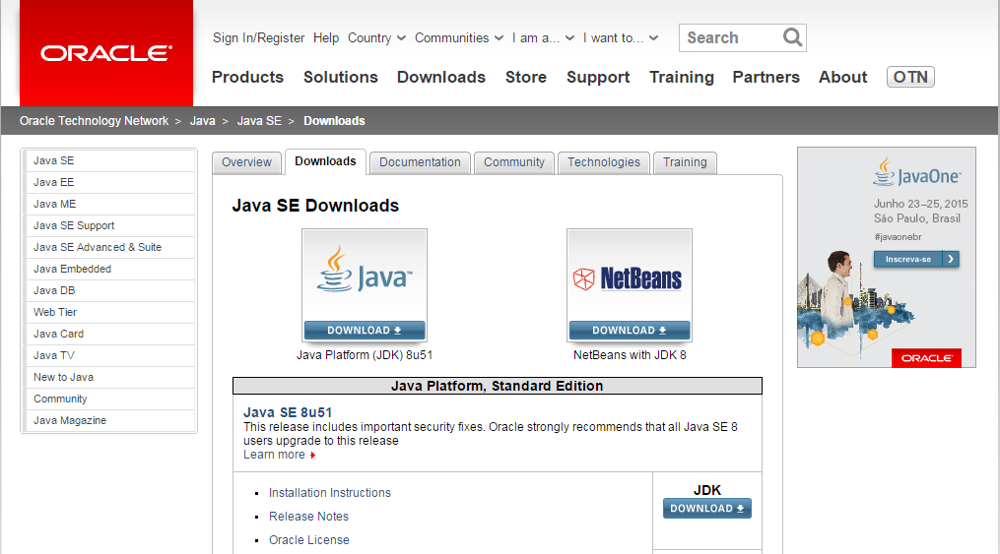 ORACLE
Sign In/Register Help Country Communities I am a... I want to... Search
Products Solutions Downloads Store Support Training Partners About OTN
Oracle Technology Network > Java > Java SE > Downloads
Java SE
Java EE
Java ME
Java SE Support
Java SE Advanced & Suite
Java Embedded
Java DB
Web Tier
Java Card
Java TV
New to Java
Community
Java Magazine
Overview Downloads Documentation Community Technologies Training
Java SE Downloads
Java
DOWNLOAD
Java Platform (JDK) 8u51
NetBeans
DOWNLOAD
NetBeans with JDK 8
Java Platform, Standard Edition
Java SE 8u51
This release includes important security fixes. Oracle strongly recommends that all Java SE 8
users upgrade to this release
Learn more
Installation Instructions
Release Notes
Oracle License
JDK
DOWNLOAD
JavaOne
Junho 23–25, 2015
São Paulo, Brasil
#javaonebr
Inscreva-se
ORACLE